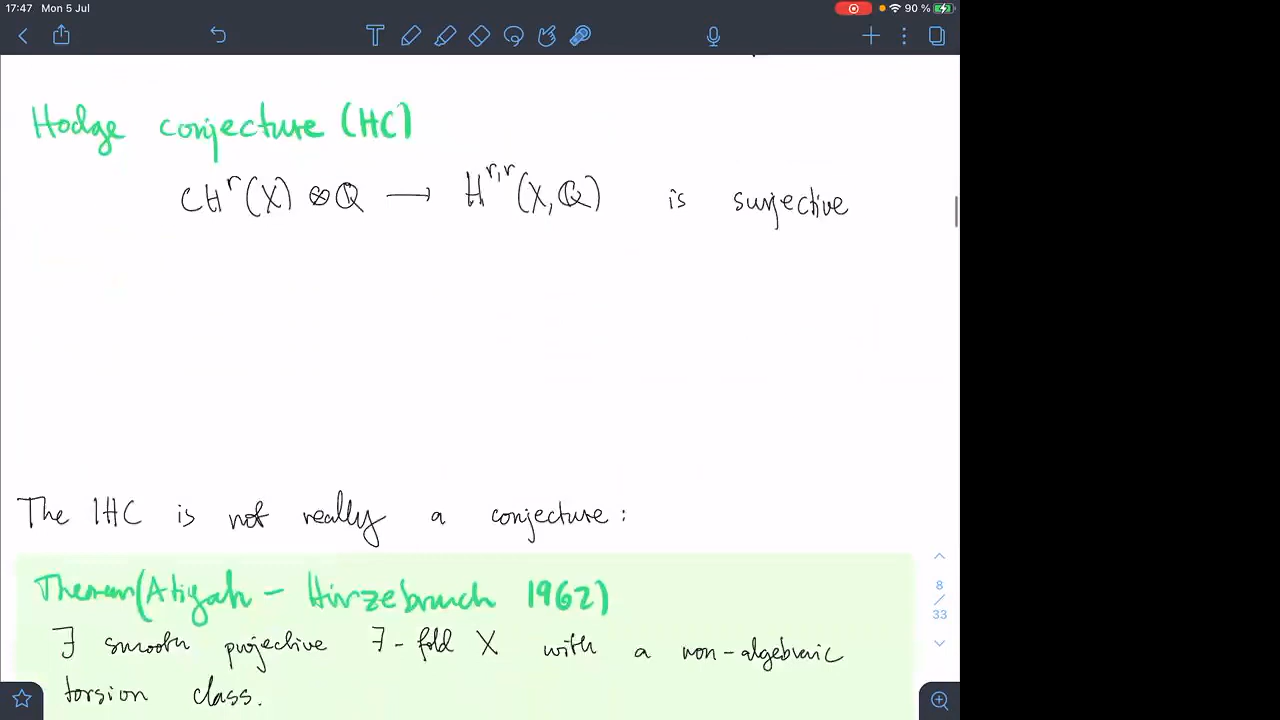 17:47 Mon 5 Jul
90 %
Hodge conjecture (HC)
CH^r(X) ⊗ ℚ → H^{r,r}(X, ℚ) is surjective
The IHC is not really a conjecture:
Theorem (Atiyah - Hirzebruch 1962)
∃ smooth projective 7-fold X with a non-algebraic
torsion class.
8
/
33